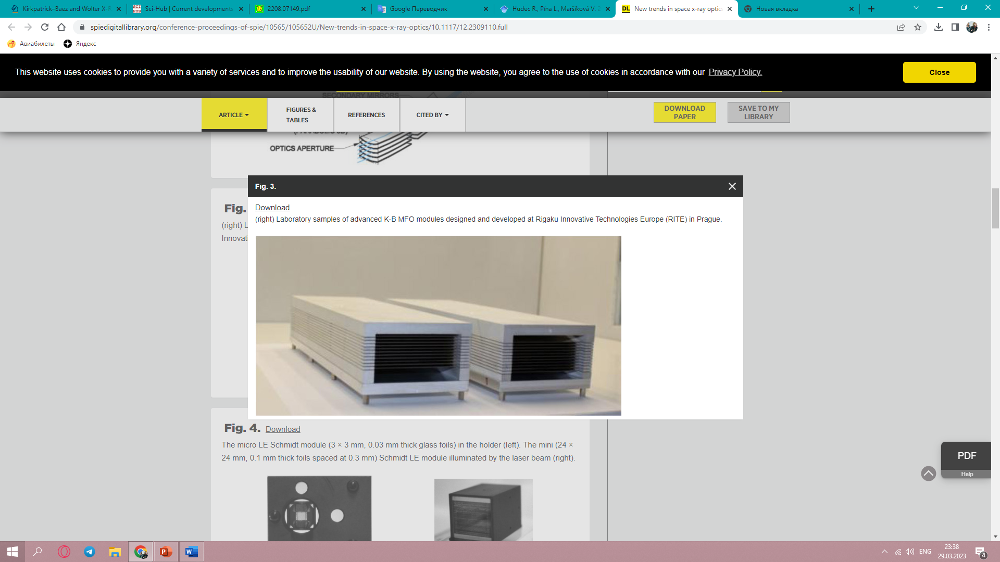 Kirkpatrick–Baez and Wolter X-R
Sci-Hub | Current developments
2208.07149.pdf
Google Переводчик
Hudec R., Pína L., Maršíková V. 2
New trends in space x-ray optics
Новая вкладка
spiedigitallibrary.org/conference-proceedings-of-spie/10565/105652U/New-trends-in-space-x-ray-optics/10.1117/12.2309110.full
Авиабилеты
Яндекс
This website uses cookies to provide you with a variety of services and to improve the usability of our website. By using the website, you agree to the use of cookies in accordance with our Privacy Policy.
Close
SECONDARY MIRRORS
ARTICLE
FIGURES &
TABLES
REFERENCES
CITED BY
DOWNLOAD
PAPER
SAVE TO MY
LIBRARY
OPTICS APERTURE
Fig. 3.
Download
(right) Laboratory samples of advanced K-B MFO modules designed and developed at Rigaku Innovative Technologies Europe (RITE) in Prague.
Fig.
(right) L
Innovat
Fig. 4. Download
The micro LE Schmidt module (3 × 3 mm, 0.03 mm thick glass foils) in the holder (left). The mini (24 ×
24 mm, 0.1 mm thick foils spaced at 0.3 mm) Schmidt LE module illuminated by the laser beam (right).
PDF
Help
ENG
23:38
29.03.2023
4